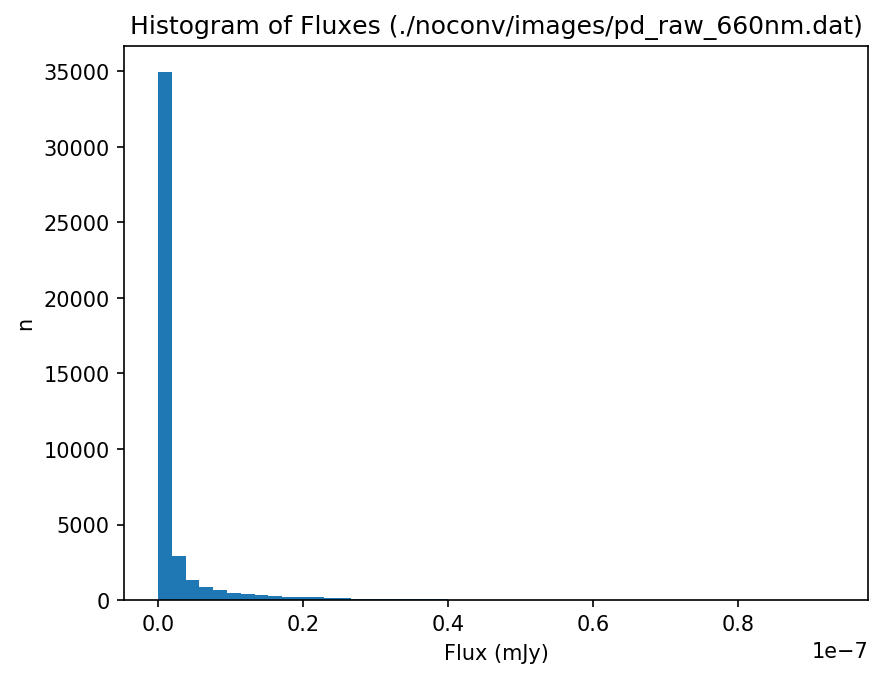 Histogram of Fluxes (./noconv/images/pd_raw_660nm.dat)
35000
30000
25000
20000
15000
10000
5000
0
n
0.0 0.2 0.4 0.6 0.8
1e−7
Flux (mJy)